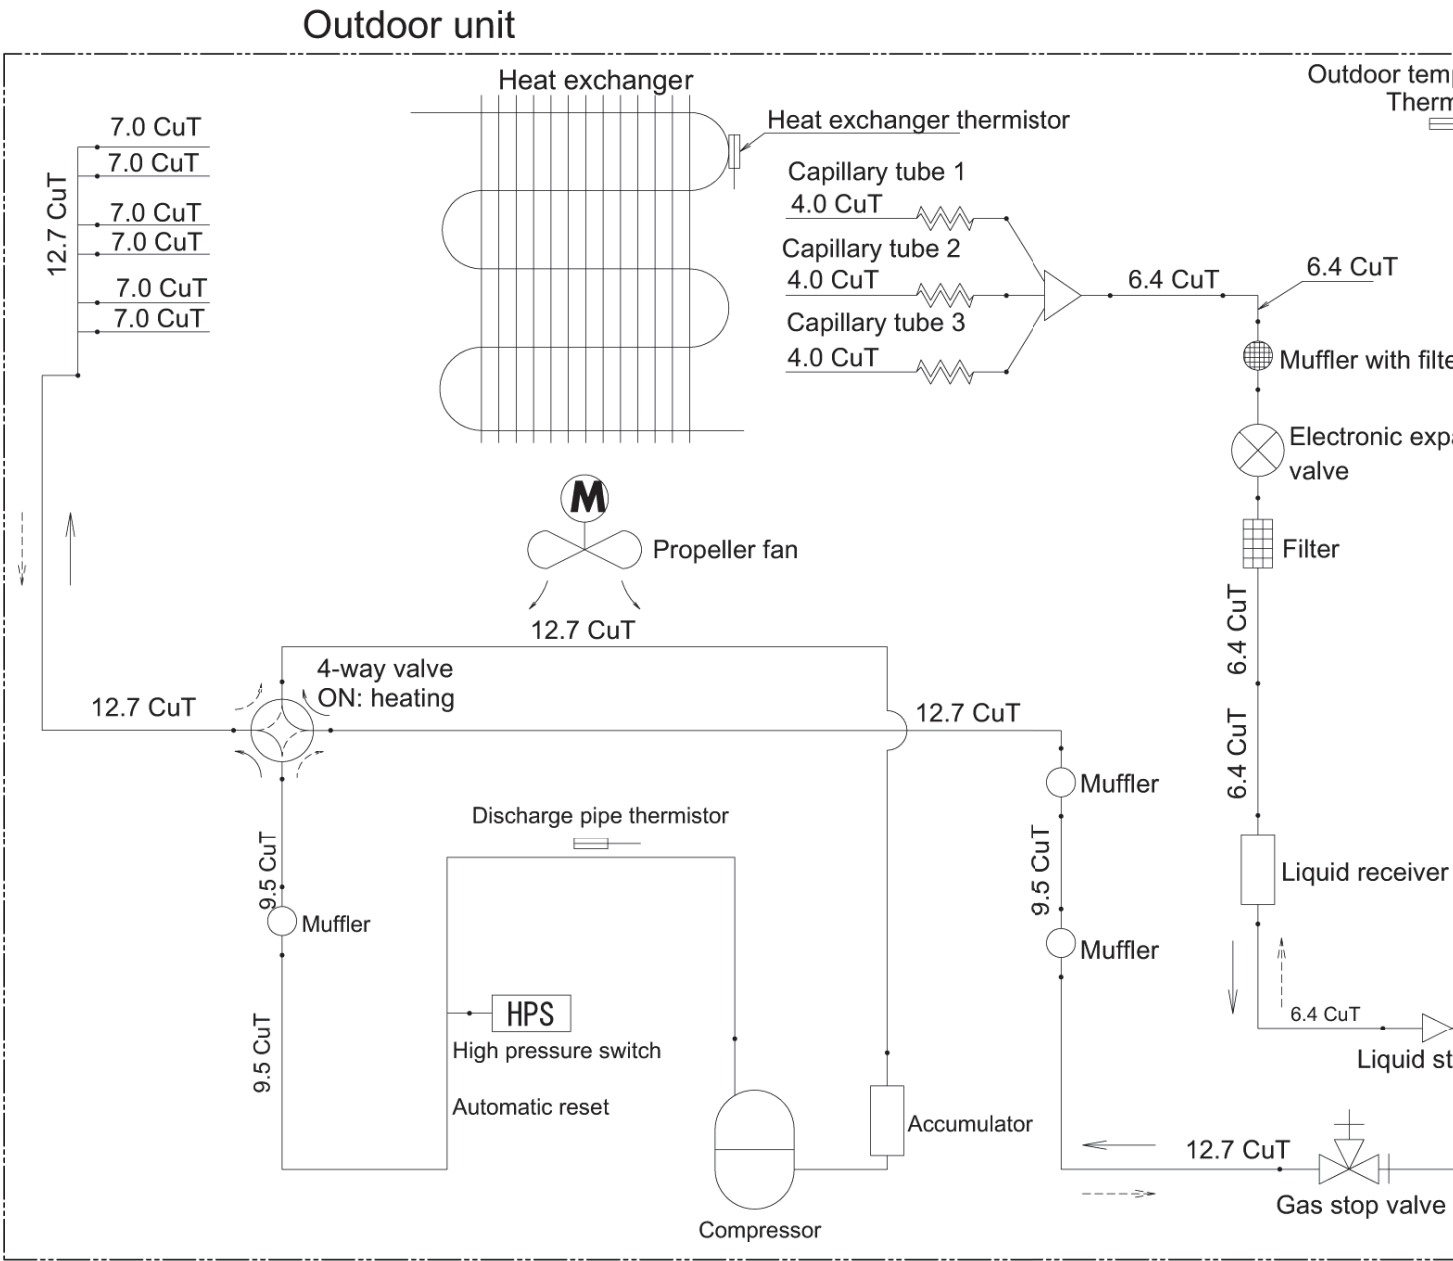 Outdoor unit
Heat exchanger
Outdoor
Heat exchanger thermistor
7.0 CuT
7.0 CuT
12.7 CuT
7.0 CuT
7.0 CuT
7.0 CuT
7.0 CuT
Capillary tube 1
4.0 CuT
Capillary tube 2
4.0 CuT
Capillary tube 3
4.0 CuT
6.4 CuT
6.4 CuT
Muffler with
Electronic
valve
M
Propeller fan
Filter
6.4 CuT
6.4 CuT
12.7 CuT
4-way valve
ON: heating
12.7 CuT
12.7 CuT
Muffler
Discharge pipe thermistor
9.5 CuT
Muffler
9.5 CuT
Muffler
Liquid receiver
HPS
High pressure switch
Automatic reset
9.5 CuT
6.4 CuT
Liquid
Accumulator
Compressor
12.7 CuT
Gas stop valve